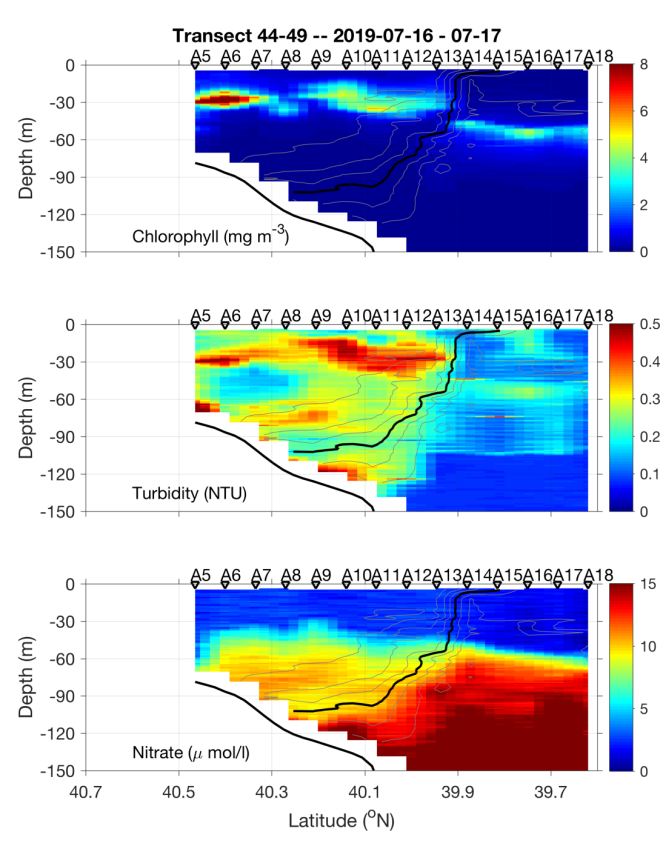 Transect 44-49 -- 2019-07-16 - 07-17
A5 A6 A7 A8 A9 A10 A11 A12 A13 A14 A15 A16 A17 A18
0
-30
-60
-90
-120
-150
Depth (m)
Chlorophyll (mg m-3)
8
6
4
2
0
A5 A6 A7 A8 A9 A10 A11 A12 A13 A14 A15 A16 A17 A18
0
-30
-60
-90
-120
-150
Depth (m)
Turbidity (NTU)
0.5
0.4
0.3
0.2
0.1
0
A5 A6 A7 A8 A9 A10 A11 A12 A13 A14 A15 A16 A17 A18
0
-30
-60
-90
-120
-150
Depth (m)
Nitrate (μ mol/l)
15
10
5
0
40.7 40.5 40.3 40.1 39.9 39.7
Latitude (oN)